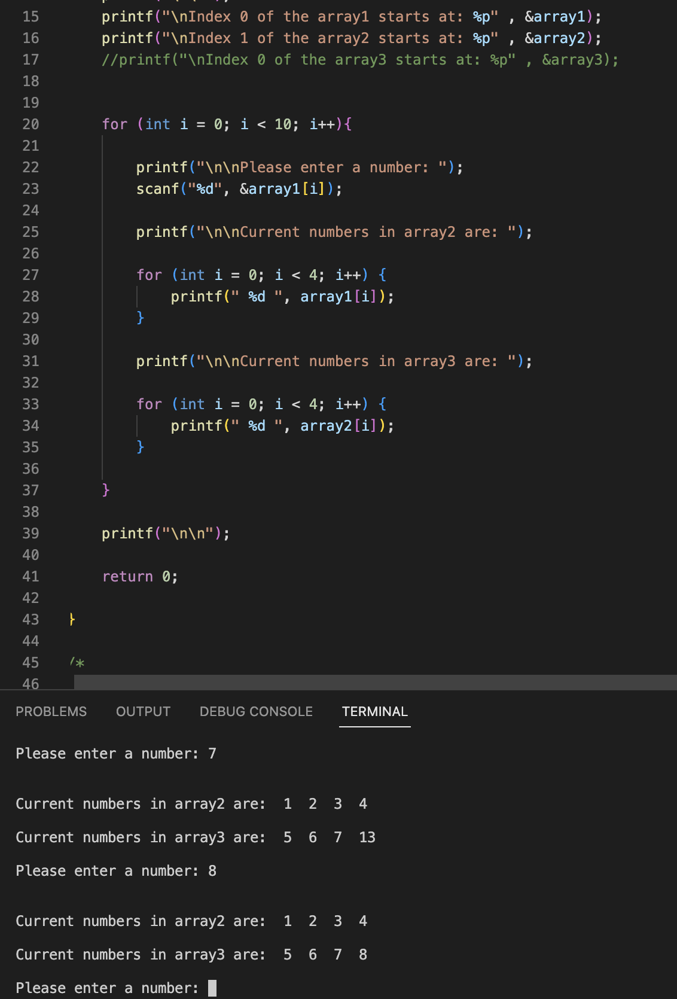 15 printf("\nIndex 0 of the array1 starts at: %p" , &array1);
16 printf("\nIndex 1 of the array2 starts at: %p" , &array2);
17 //printf("\nIndex 0 of the array3 starts at: %p" , &array3);
18
19
20 for (int i = 0; i < 10; i++){
21
22 printf("\n\nPlease enter a number: ");
23 scanf("%d", &array1[i]);
24
25 printf("\n\nCurrent numbers in array2 are: ");
26
27 for (int i = 0; i < 4; i++) {
28 printf(" %d ", array1[i]);
29 }
30
31 printf("\n\nCurrent numbers in array3 are: ");
32
33 for (int i = 0; i < 4; i++) {
34 printf(" %d ", array2[i]);
35 }
36
37 }
38
39 printf("\n\n");
40
41 return 0;
42
43 }
44
45 /*
46
PROBLEMS OUTPUT DEBUG CONSOLE TERMINAL
Please enter a number: 7
Current numbers in array2 are:  1  2  3  4
Current numbers in array3 are:  5  6  7  13
Please enter a number: 8
Current numbers in array2 are:  1  2  3  4
Current numbers in array3 are:  5  6  7  8
Please enter a number: